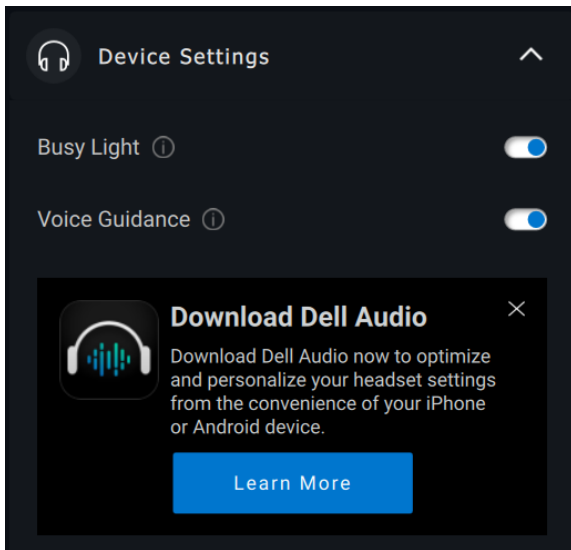 Device Settings
Busy Light
Voice Guidance
Download Dell Audio
Download Dell Audio now to optimize
and personalize your headset settings
from the convenience of your iPhone
or Android device.
Learn More